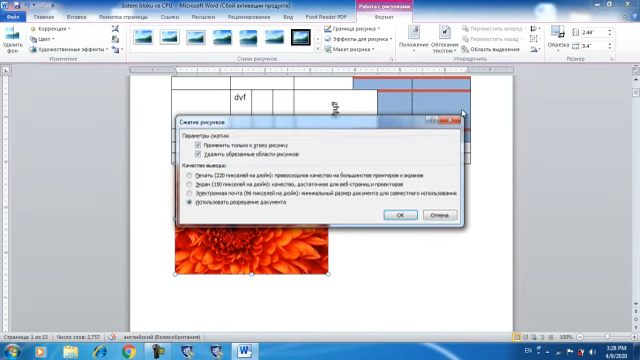 Sistem bloku ve CPU - Microsoft Word (Сбой активации продукта)
Работа с рисунками
Файл Главная Вставка Разметка страницы Ссылки Рассылки Рецензирование Вид Foxit Reader PDF Формат
Удалить фон
Коррекция
Цвет
Художественные эффекты
Изменение
Стили рисунков
Граница рисунка
Эффекты для рисунка
Макет рисунка
Положение
Обтекание текстом
Переместить вперед
Переместить назад
Область выделения
Упорядочить
Обрезка
2.44"
3.4"
Размер
dvf
Сжатие рисунков
Параметры сжатия:
Применить только к этому рисунку
Удалить обрезанные области рисунков
Качество вывода:
Печать (220 пикселей на дюйм): превосходное качество на большинстве принтеров и экранов
Экран (150 пикселей на дюйм): качество, достаточное для веб-страниц и проекторов
Электронная почта (96 пикселей на дюйм): минимальный размер документа для совместного использования
Использовать разрешение документа
ОК Отмена
Страница: 1 из 13 Число слов: 2,757 английский (Великобритания) 100%
EN 3:28 PM
4/9/2020